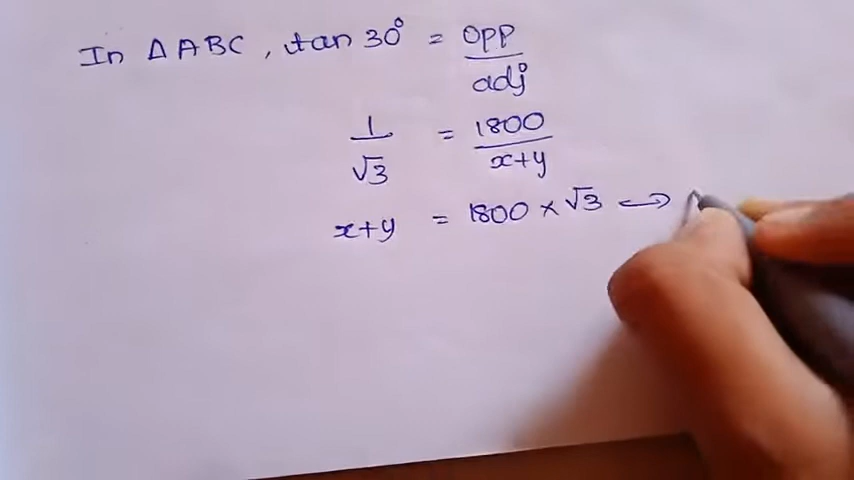 In ΔABC, tan 30° = opp/adj
1/√3 = 1800/x+y
x+y = 1800 × √3 →